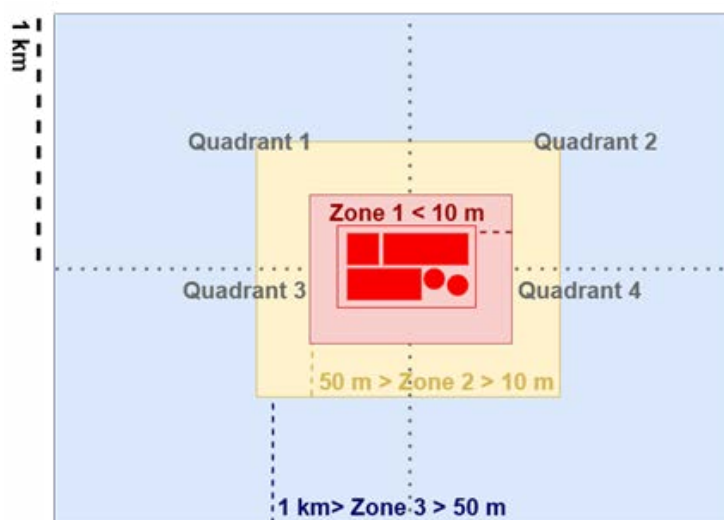 1 km
Quadrant 1
Quadrant 2
Zone 1 < 10 m
Quadrant 3
Quadrant 4
50 m > Zone 2 > 10 m
1 km> Zone 3 > 50 m